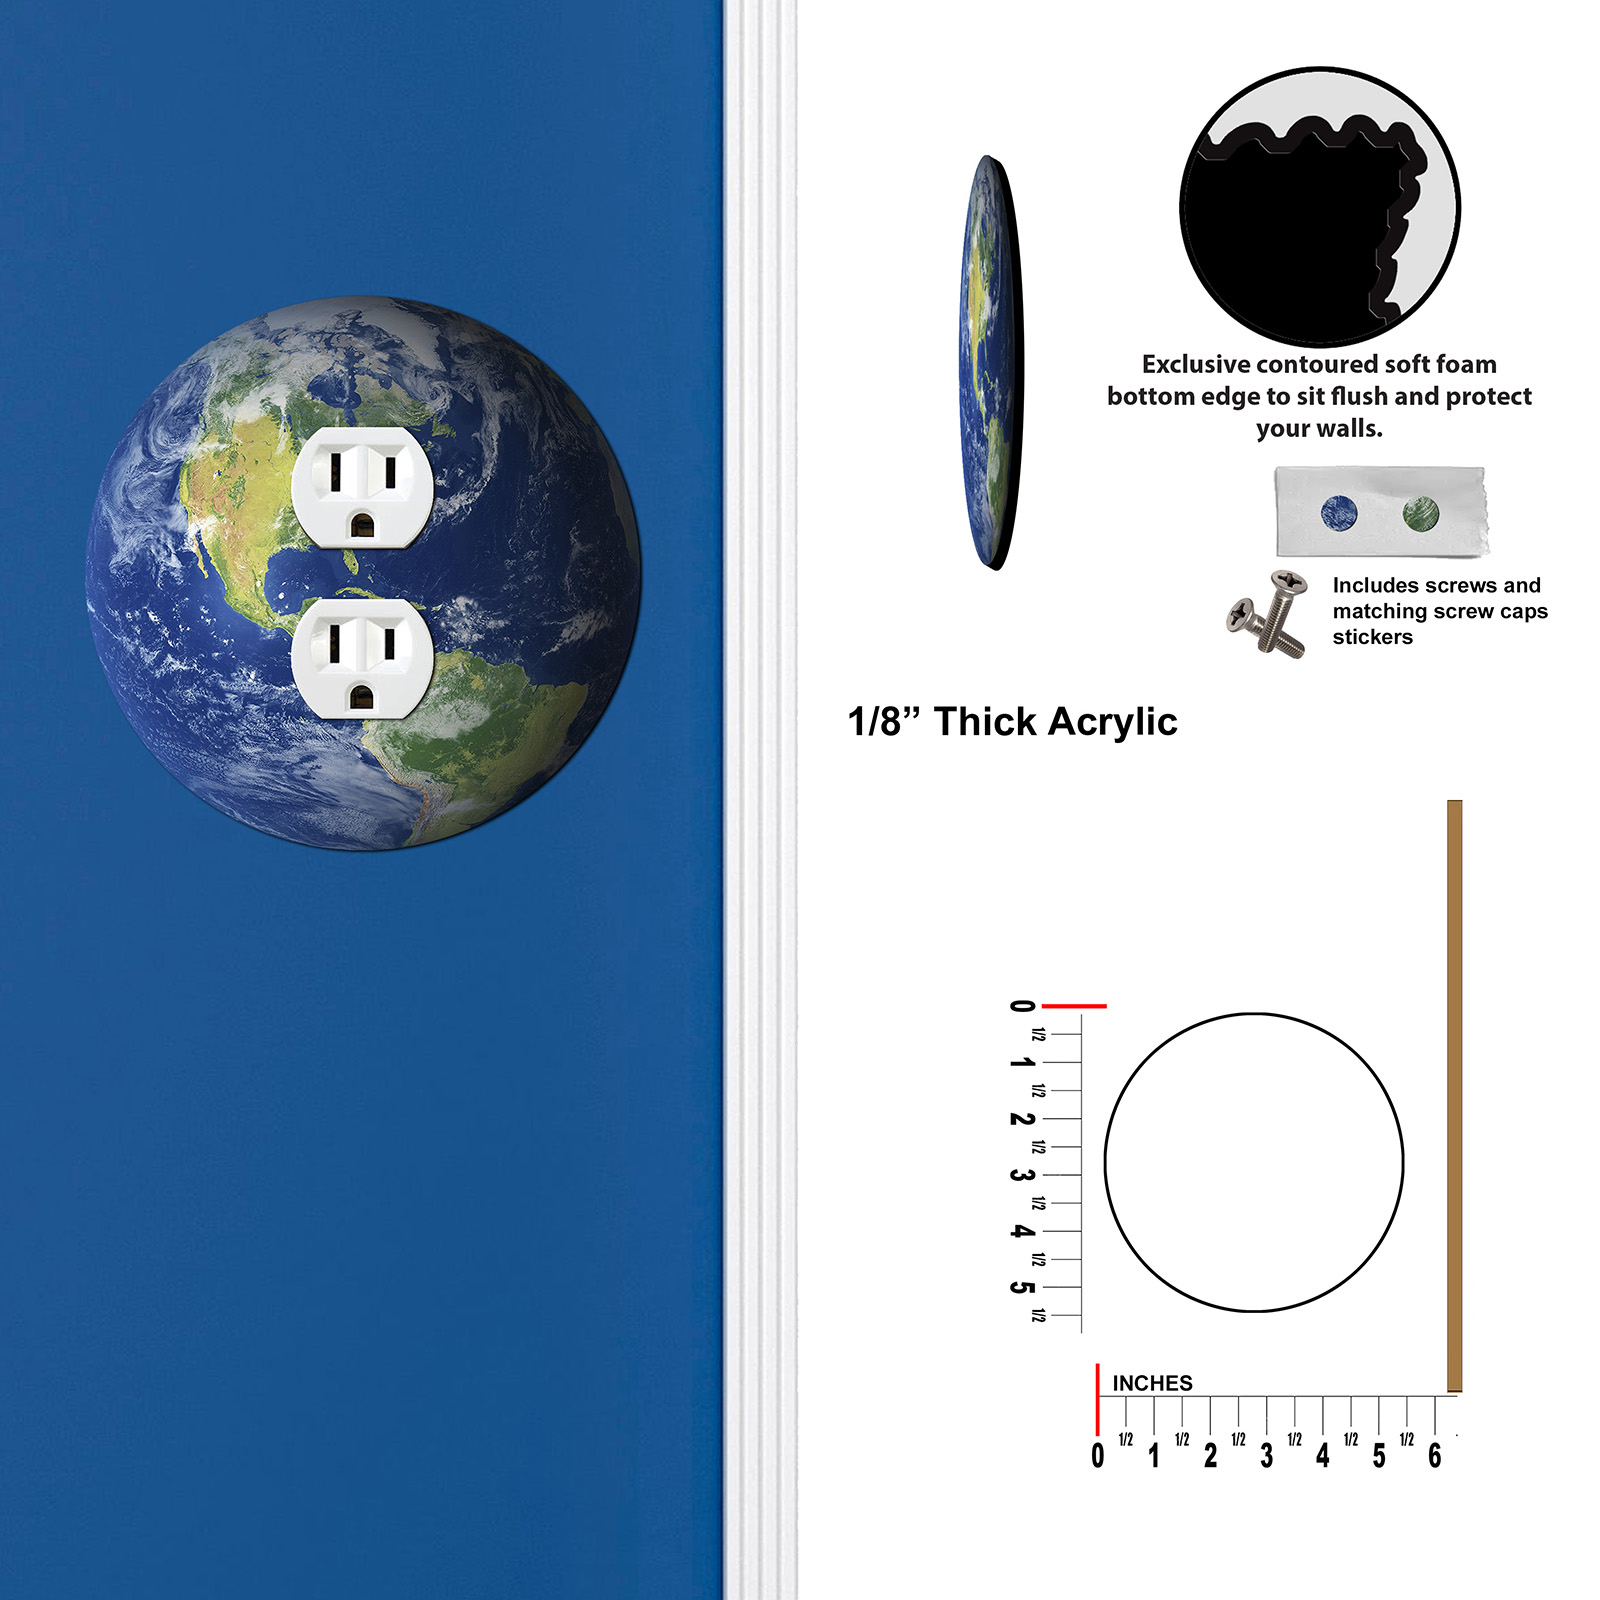 Exclusive contoured soft foam
bottom edge to sit flush and protect
your walls.
Includes screws and
matching screw caps
stickers
1/8” Thick Acrylic
0
1/2
1
1/2
2
1/2
3
1/2
4
1/2
5
1/2
INCHES
0 1/2 1 1/2 2 1/2 3 1/2 4 1/2 5 1/2 6